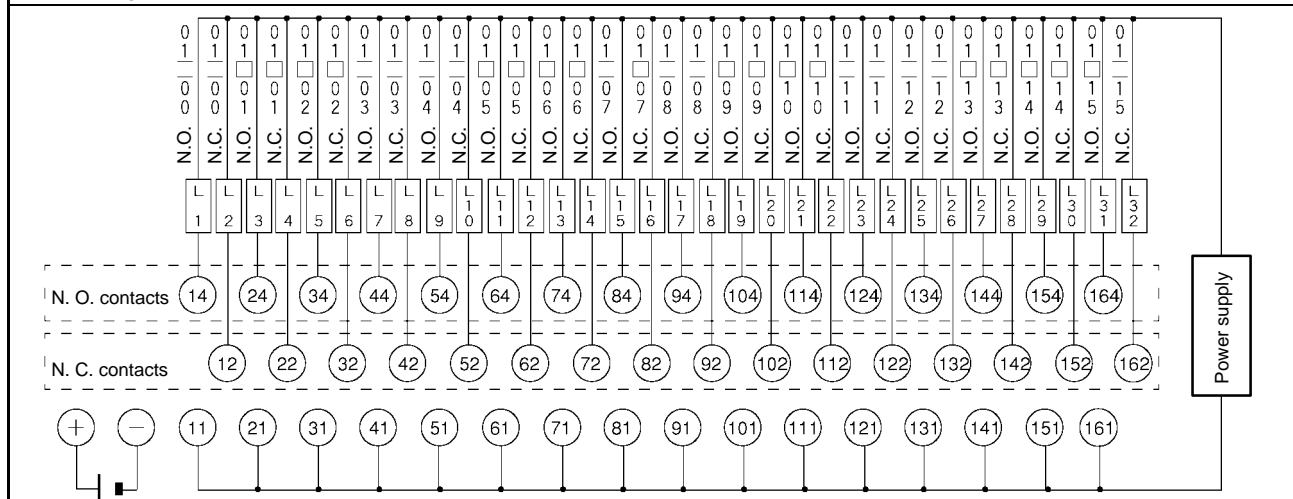 01□00 N.O.
01□00 N.C.
01□01 N.O.
01□01 N.C.
01□02 N.O.
01□02 N.C.
01□03 N.O.
01□03 N.C.
01□04 N.O.
01□04 N.C.
01□05 N.O.
01□05 N.C.
01□06 N.O.
01□06 N.C.
01□07 N.O.
01□07 N.C.
01□08 N.O.
01□08 N.C.
01□09 N.O.
01□09 N.C.
01□10 N.O.
01□10 N.C.
01□11 N.O.
01□11 N.C.
01□12 N.O.
01□12 N.C.
01□13 N.O.
01□13 N.C.
01□14 N.O.
01□14 N.C.
01□15 N.O.
01□15 N.C.
L1 L2 L3 L4 L5 L6 L7 L8 L9 L10 L11 L12 L13 L14 L15 L16 L17 L18 L19 L20 L21 L22 L23 L24 L25 L26 L27 L28 L29 L30 L31 L32
N. O. contacts 14 24 34 44 54 64 74 84 94 104 114 124 134 144 154 164
N. C. contacts 12 22 32 42 52 62 72 82 92 102 112 122 132 142 152 162
+ − 11 21 31 41 51 61 71 81 91 101 111 121 131 141 151 161
Power supply